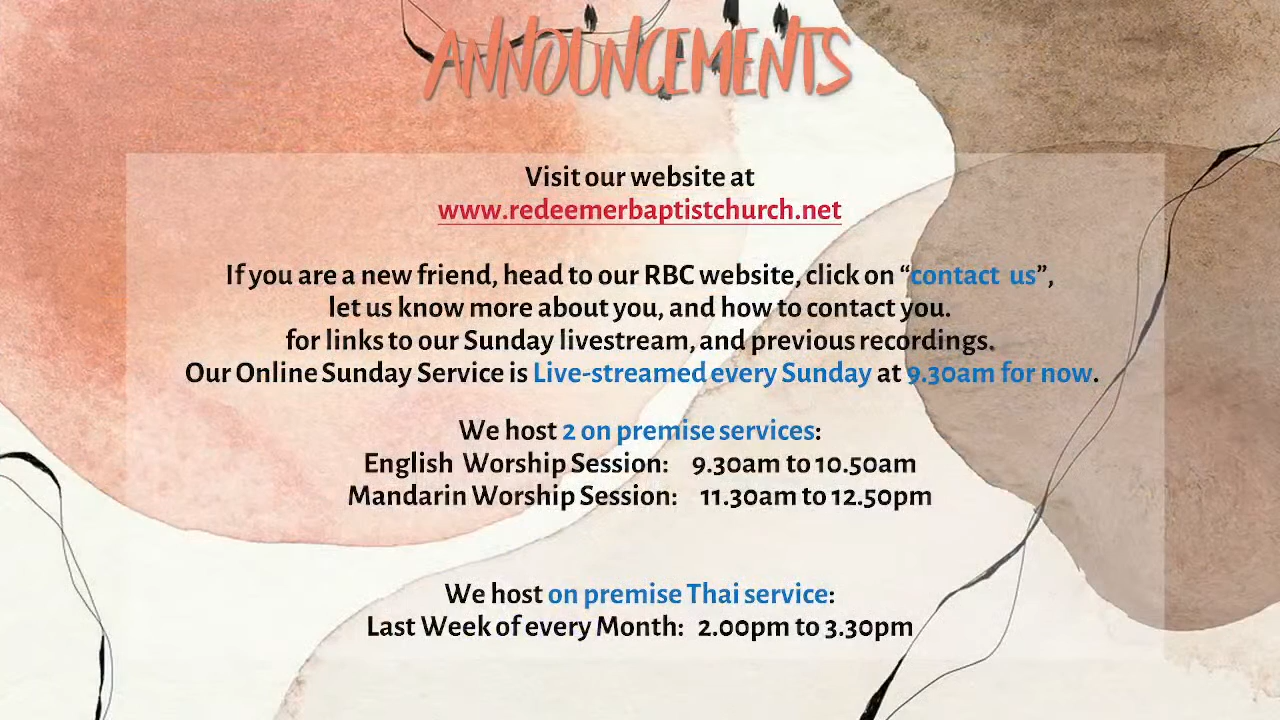 ANNOUNCEMENTS
Visit our website at
www.redeemerbaptistchurch.net
If you are a new friend, head to our RBC website, click on “contact us”,
let us know more about you, and how to contact you.
for links to our Sunday livestream, and previous recordings.
Our Online Sunday Service is Live-streamed every Sunday at 9.30am for now.
We host 2 on premise services:
English Worship Session: 9.30am to 10.50am
Mandarin Worship Session: 11.30am to 12.50pm
We host on premise Thai service:
Last Week of every Month: 2.00pm to 3.30pm